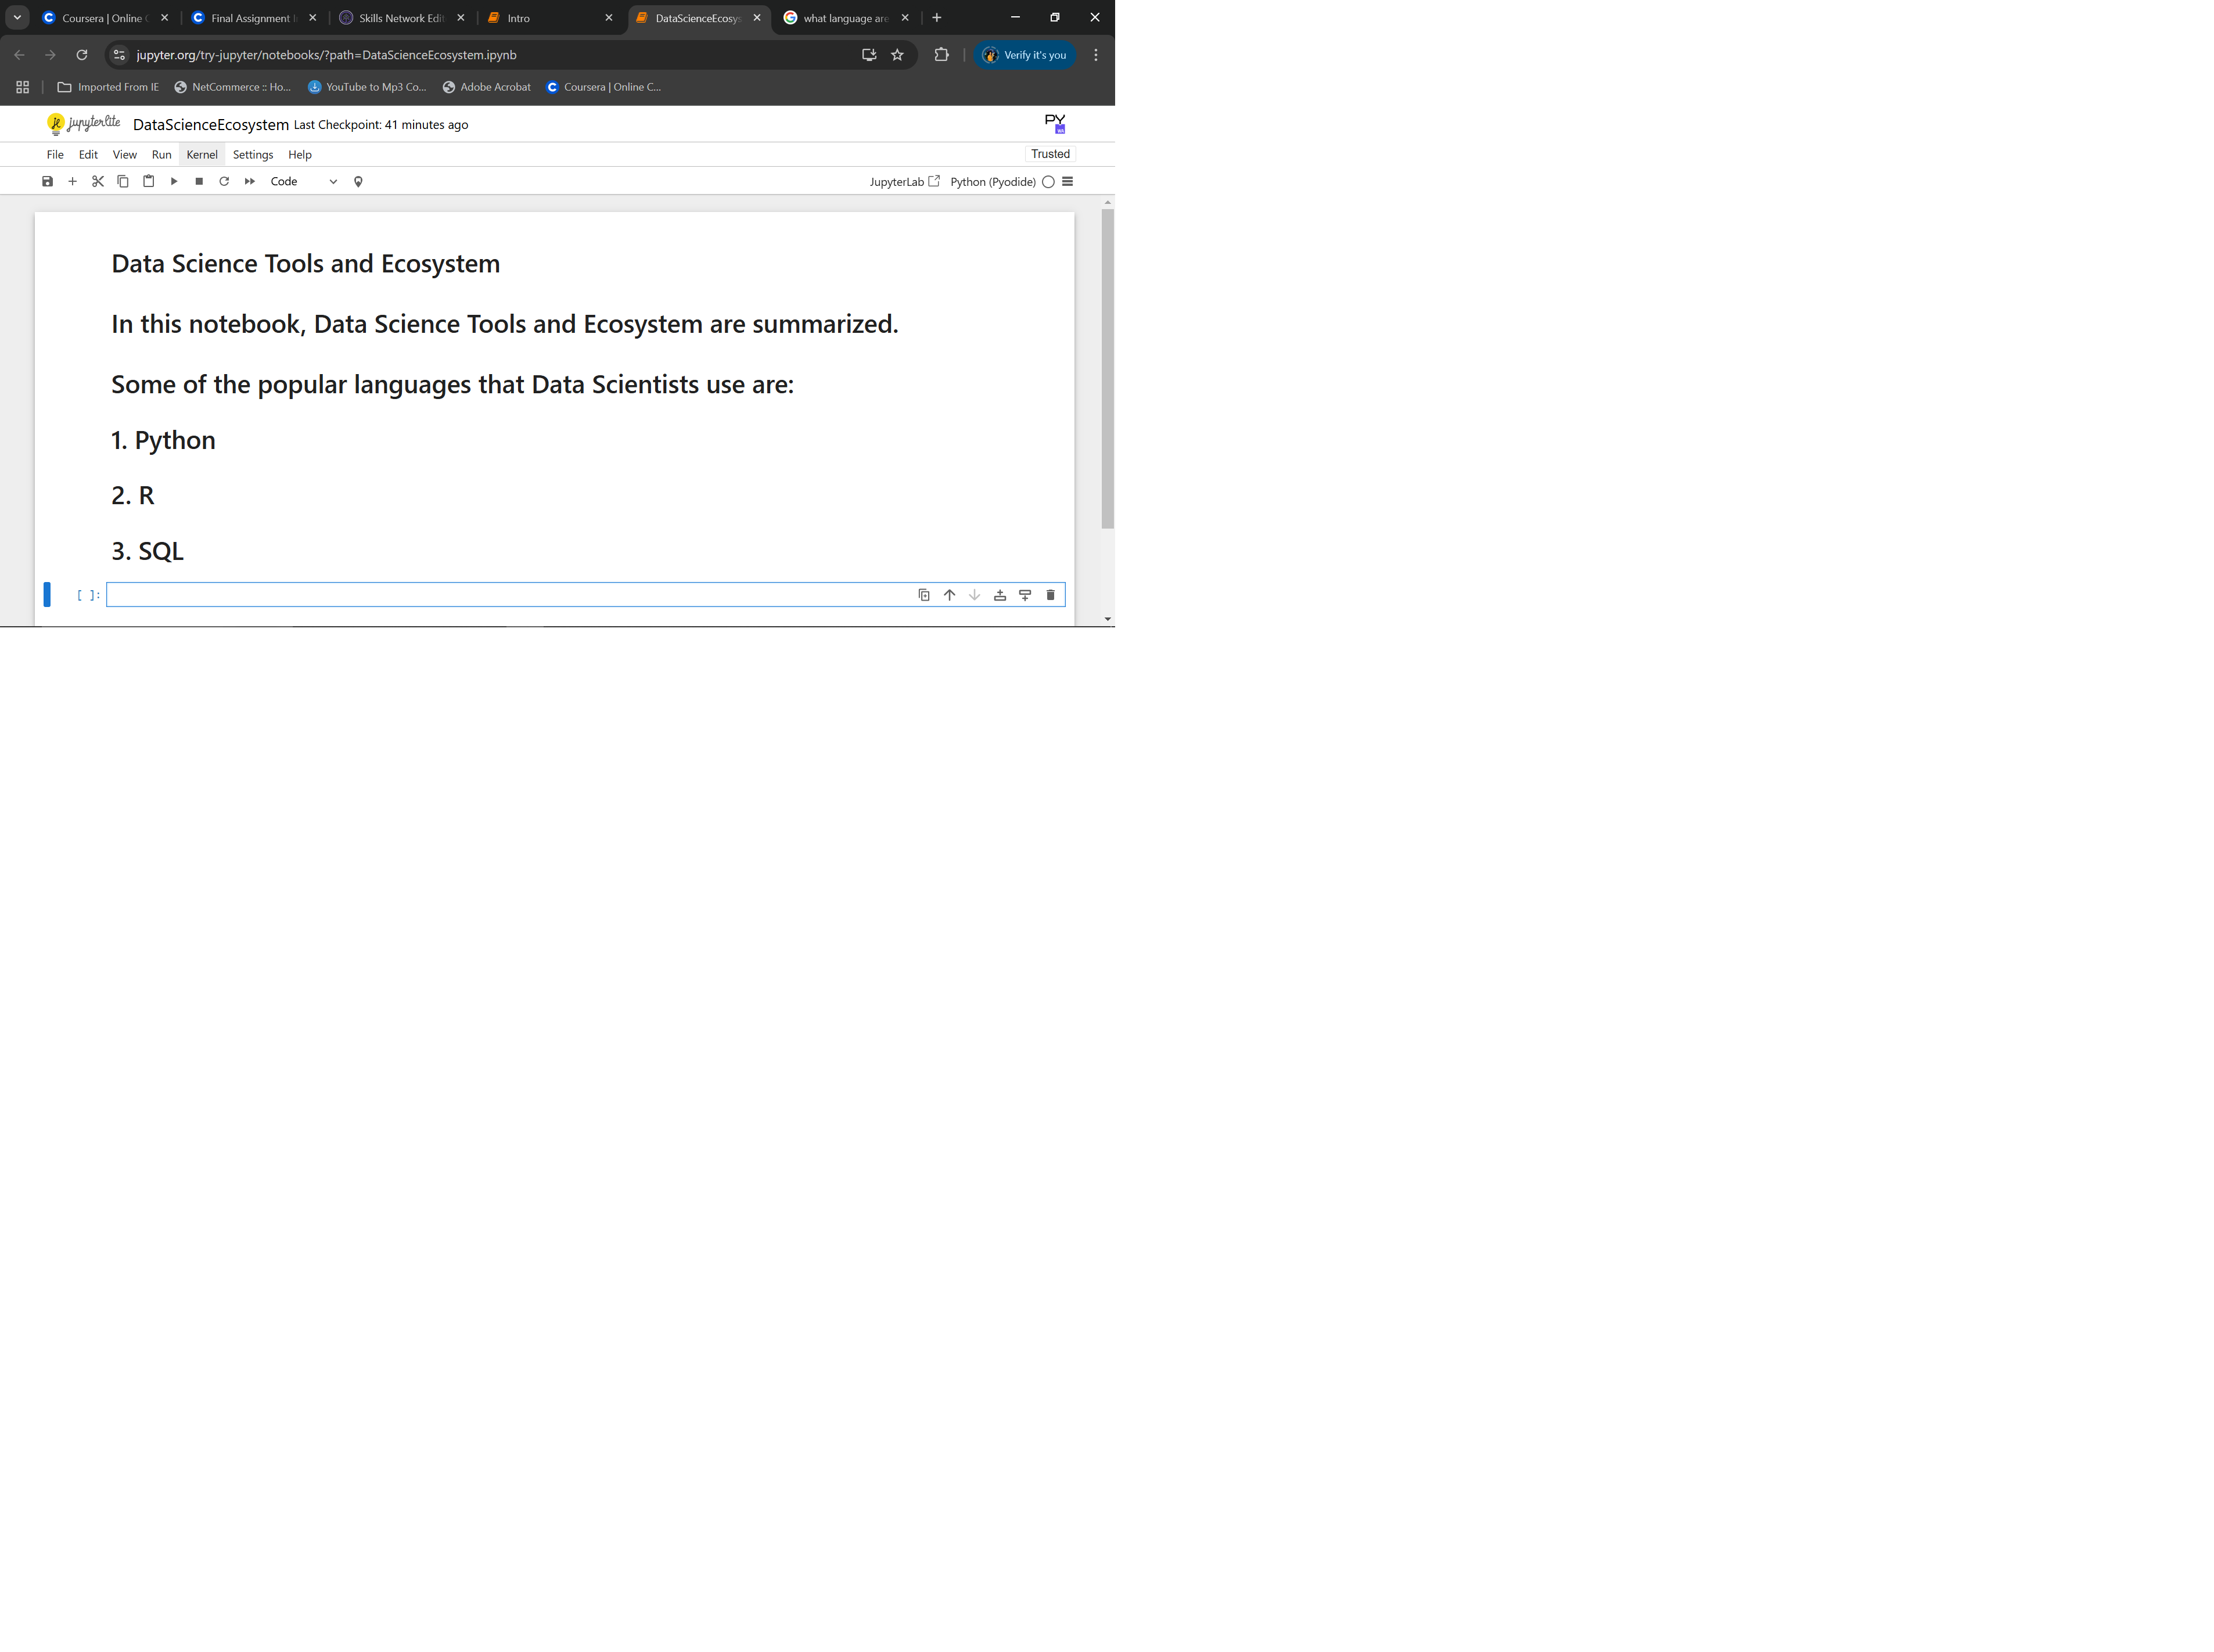 Coursera | Online C
Final Assignment I
Skills Network Edit
Intro
DataScienceEcosys
what language are
jupyter.org/try-jupyter/notebooks/?path=DataScienceEcosystem.ipynb
Verify it's you
Imported From IE
NetCommerce :: Ho...
YouTube to Mp3 Co...
Adobe Acrobat
Coursera | Online C...
jupyterlite
DataScienceEcosystem Last Checkpoint: 41 minutes ago
PY
WA
File Edit View Run Kernel Settings Help
Trusted
Code
JupyterLab
Python (Pyodide)
Data Science Tools and Ecosystem
In this notebook, Data Science Tools and Ecosystem are summarized.
Some of the popular languages that Data Scientists use are:
1. Python
2. R
3. SQL
[ ]: